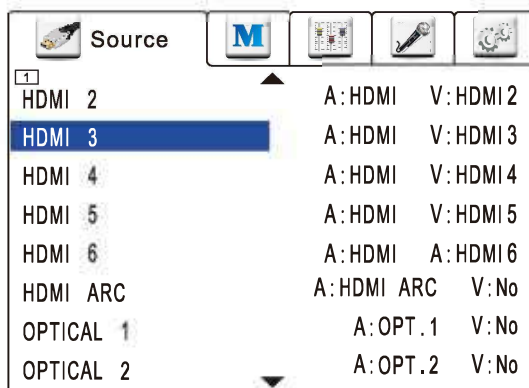 Source M
1
HDMI 2 A:HDMI V:HDMI2
HDMI 3 A:HDMI V:HDMI3
HDMI 4 A:HDMI V:HDMI4
HDMI 5 A:HDMI V:HDMI5
HDMI 6 A:HDMI A:HDMI6
HDMI ARC A:HDMI ARC V:No
OPTICAL 1 A:OPT.1 V:No
OPTICAL 2 A:OPT.2 V:No